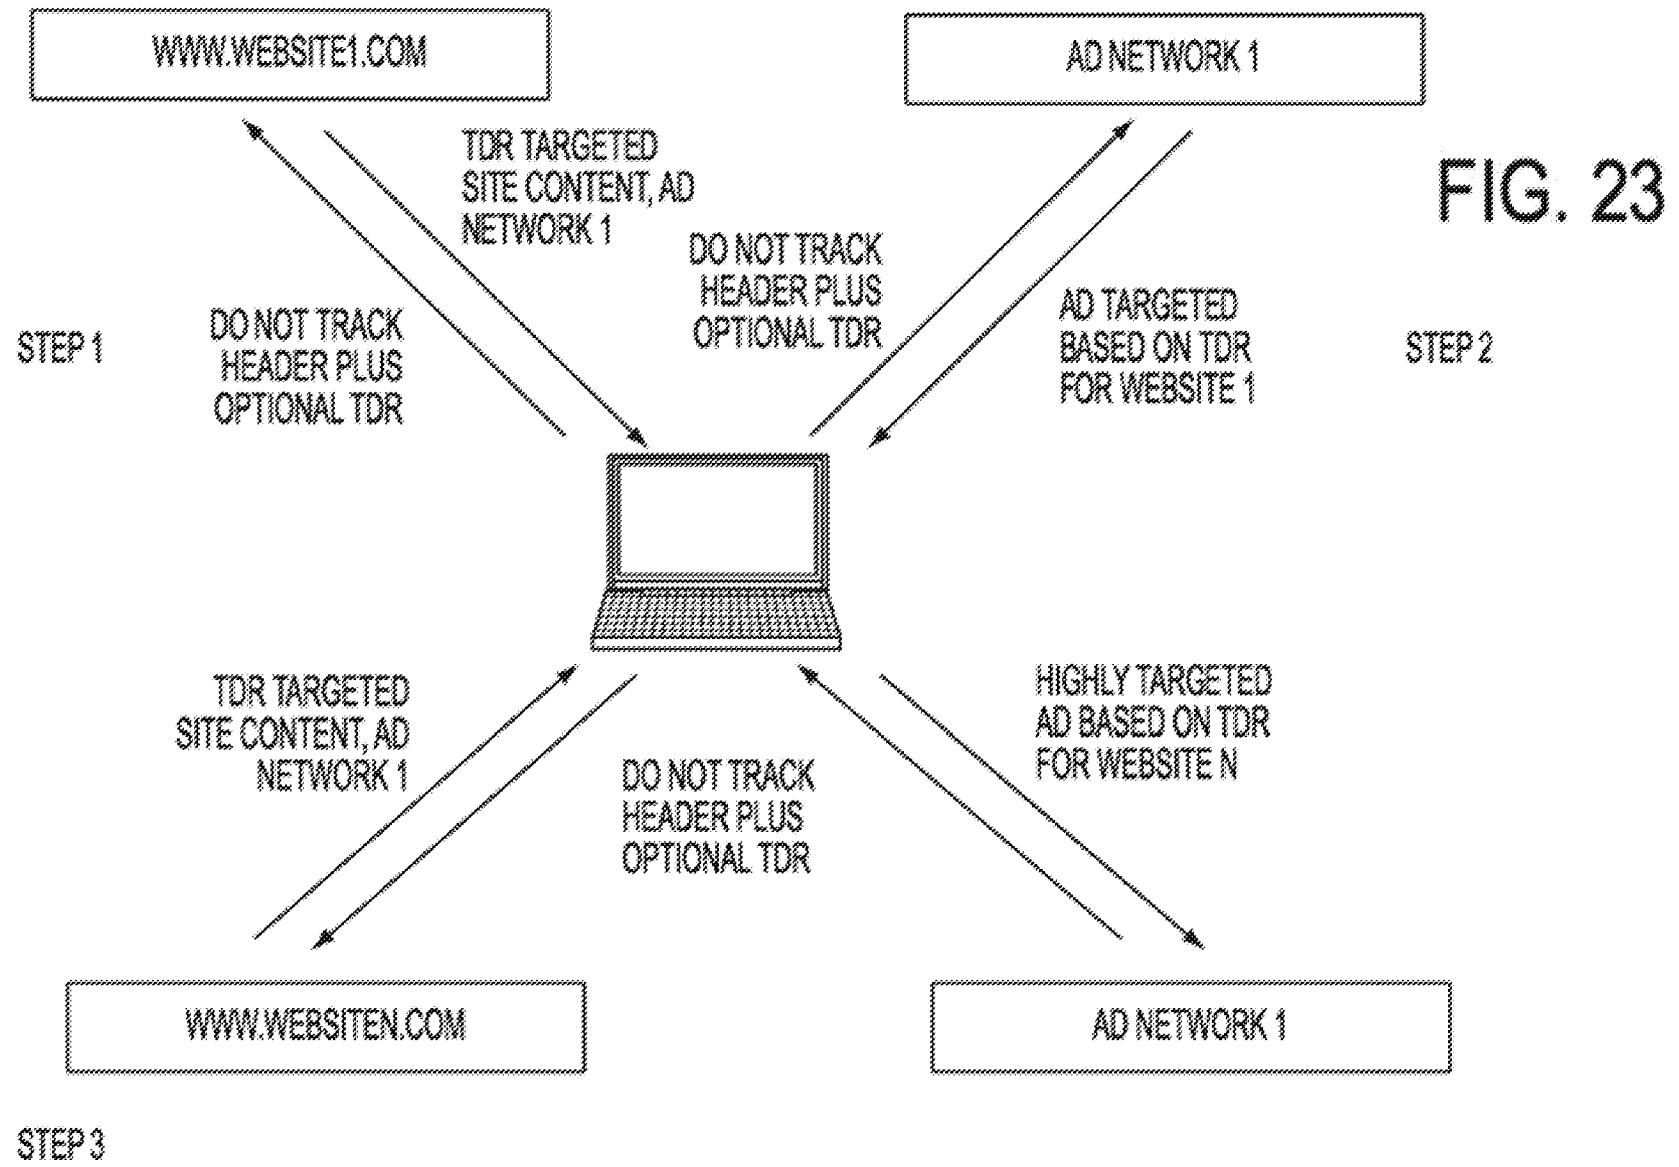 WWW.WEBSITE1.COM
AD NETWORK 1
TDR TARGETED
SITE CONTENT, AD
NETWORK 1
FIG. 23
DO NOT TRACK
HEADER PLUS
OPTIONAL TDR
AD TARGETED
BASED ON TDR
FOR WEBSITE 1
STEP 1
DO NOT TRACK
HEADER PLUS
OPTIONAL TDR
STEP 2
TDR TARGETED
SITE CONTENT, AD
NETWORK 1
DO NOT TRACK
HEADER PLUS
OPTIONAL TDR
HIGHLY TARGETED
AD BASED ON TDR
FOR WEBSITE N
WWW.WEBSITEN.COM
AD NETWORK 1
STEP 3